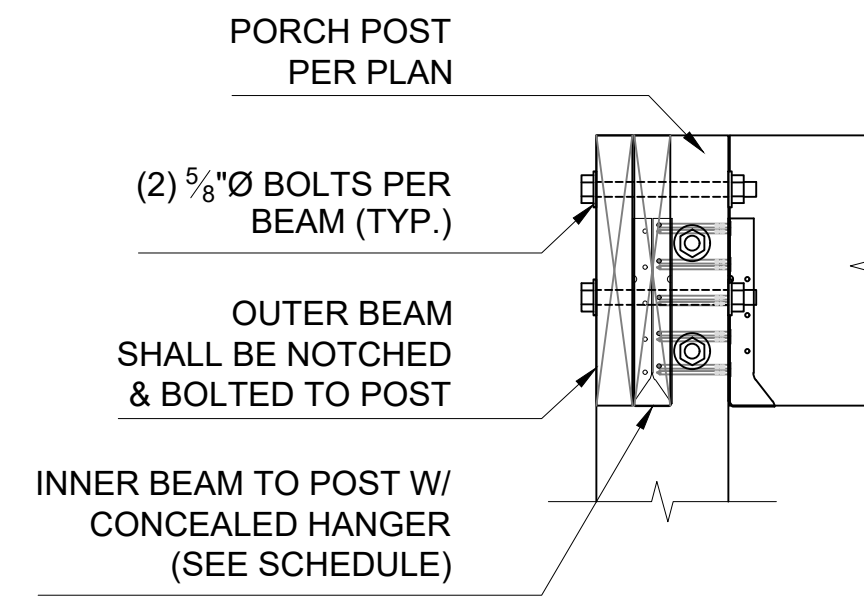 PORCH POST
PER PLAN
(2) ⅝"Ø BOLTS PER
BEAM (TYP.)
OUTER BEAM
SHALL BE NOTCHED
& BOLTED TO POST
INNER BEAM TO POST W/
CONCEALED HANGER
(SEE SCHEDULE)